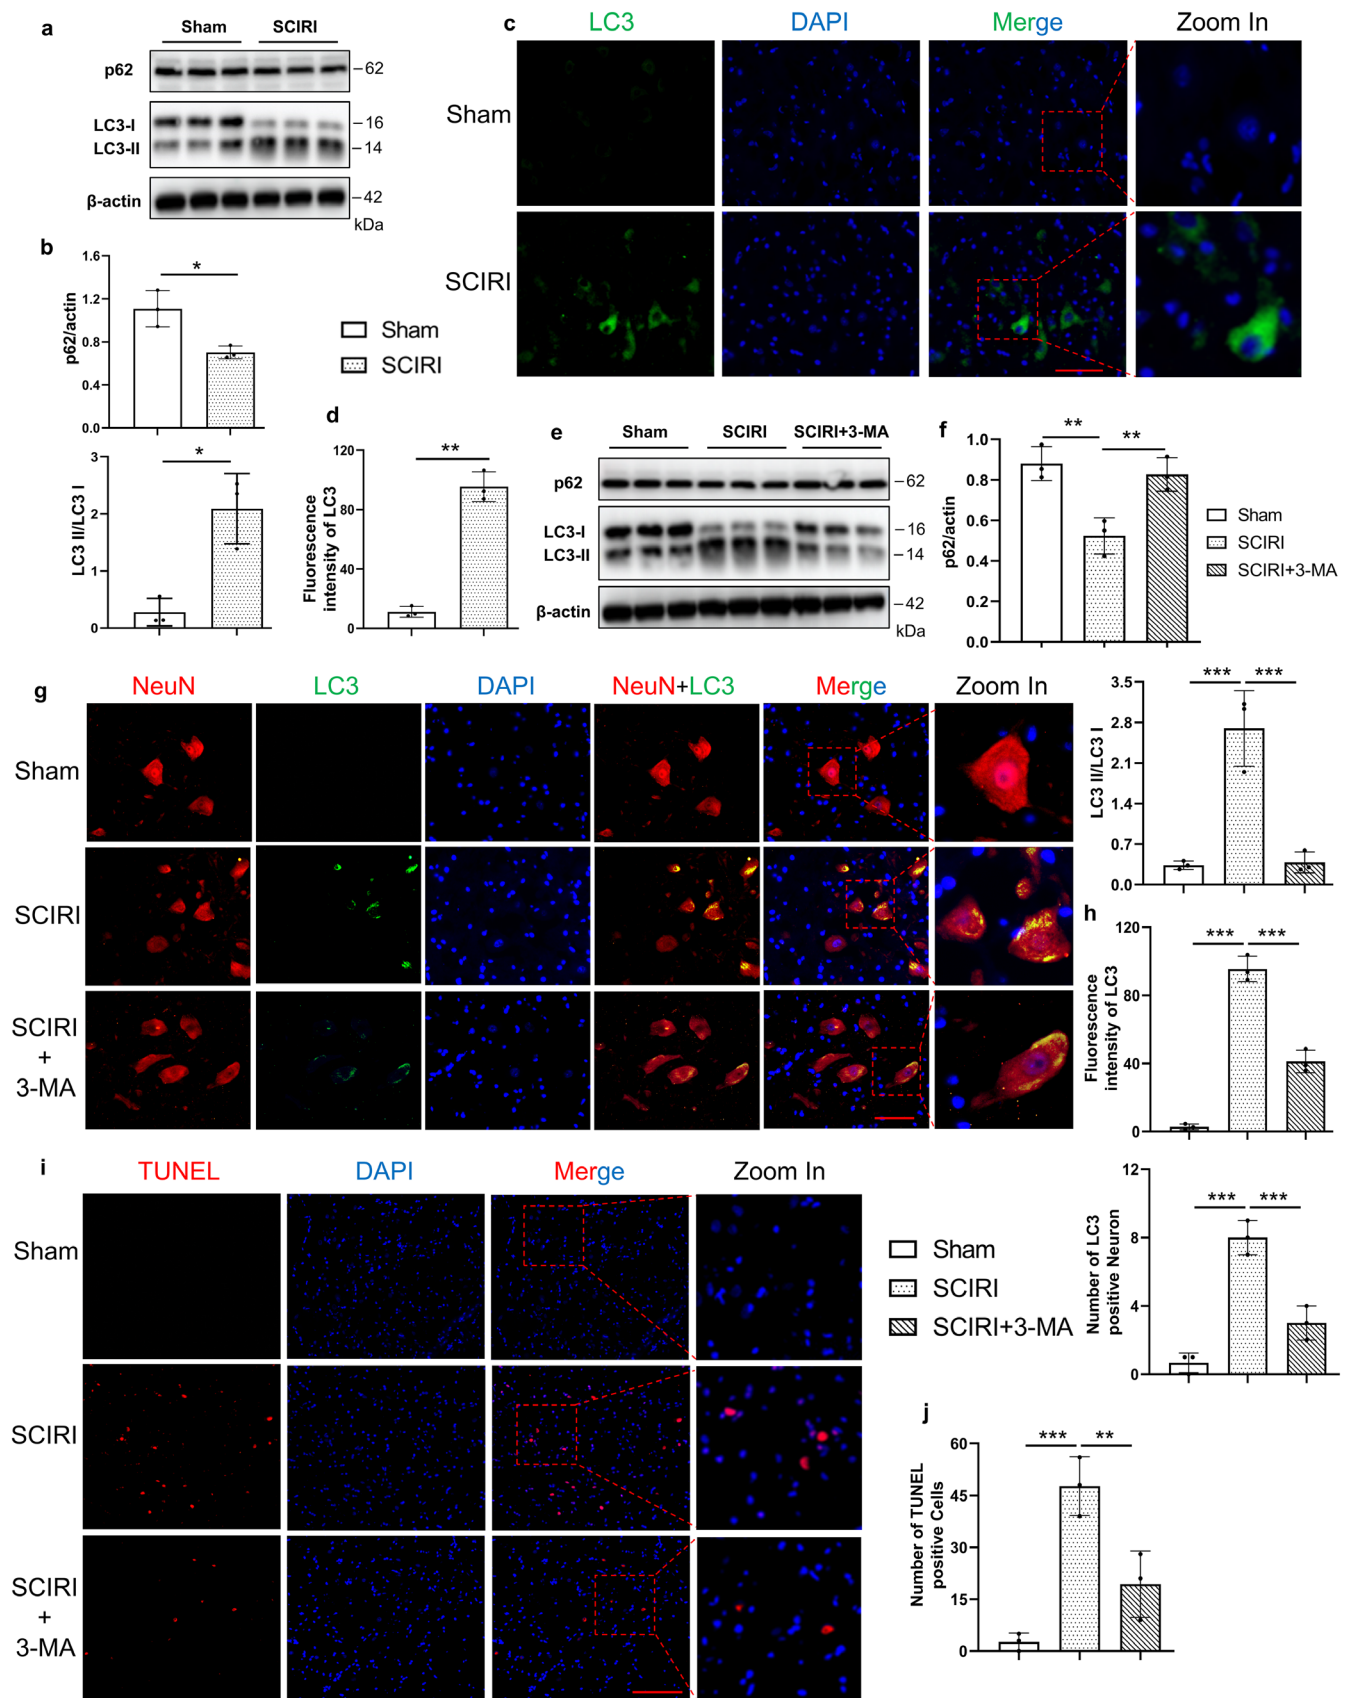 a
Sham SCIRI
p62 62
LC3-I 16
LC3-II 14
β-actin 42
kDa
b
1.6
1.2
0.8
0.4
0.0
p62/actin
*
Sham
SCIRI
3
2
1
0
LC3 II/LC3 I
*
c
LC3 DAPI Merge Zoom In
Sham
SCIRI
d
120
80
40
0
Fluorescence
intensity of LC3
**
e
Sham SCIRI SCIRI+3-MA
p62 62
LC3-I 16
LC3-II 14
β-actin 42
kDa
f
1.0
0.8
0.6
0.4
0.2
0.0
p62/actin
** **
Sham
SCIRI
SCIRI+3-MA
3.5
2.8
2.1
1.4
0.7
0.0
LC3 II/LC3 I
*** ***
g
NeuN LC3 DAPI NeuN+LC3 Merge Zoom In
Sham
SCIRI
SCIRI
+
3-MA
h
120
80
40
0
Fluorescence
intensity of LC3
*** ***
12
8
4
0
Number of LC3
positive Neuron
*** ***
i
TUNEL DAPI Merge Zoom In
Sham
SCIRI
SCIRI
+
3-MA
Sham
SCIRI
SCIRI+3-MA
j
60
45
30
15
0
Number of TUNEL
positive Cells
*** **